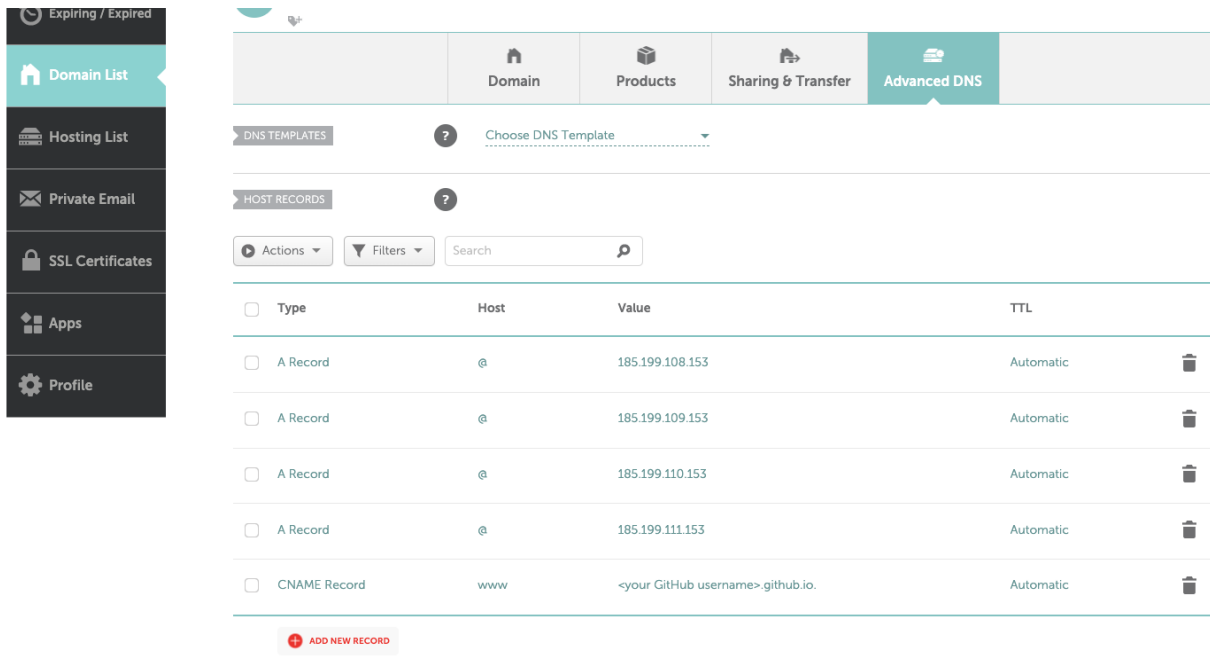 Expiring / Expired
Domain List
Hosting List
Private Email
SSL Certificates
Apps
Profile
Domain
Products
Sharing & Transfer
Advanced DNS
DNS TEMPLATES ? Choose DNS Template
HOST RECORDS ?
Actions Filters Search
Type Host Value TTL
A Record @ 185.199.108.153 Automatic
A Record @ 185.199.109.153 Automatic
A Record @ 185.199.110.153 Automatic
A Record @ 185.199.111.153 Automatic
CNAME Record www <your GitHub username>.github.io. Automatic
ADD NEW RECORD